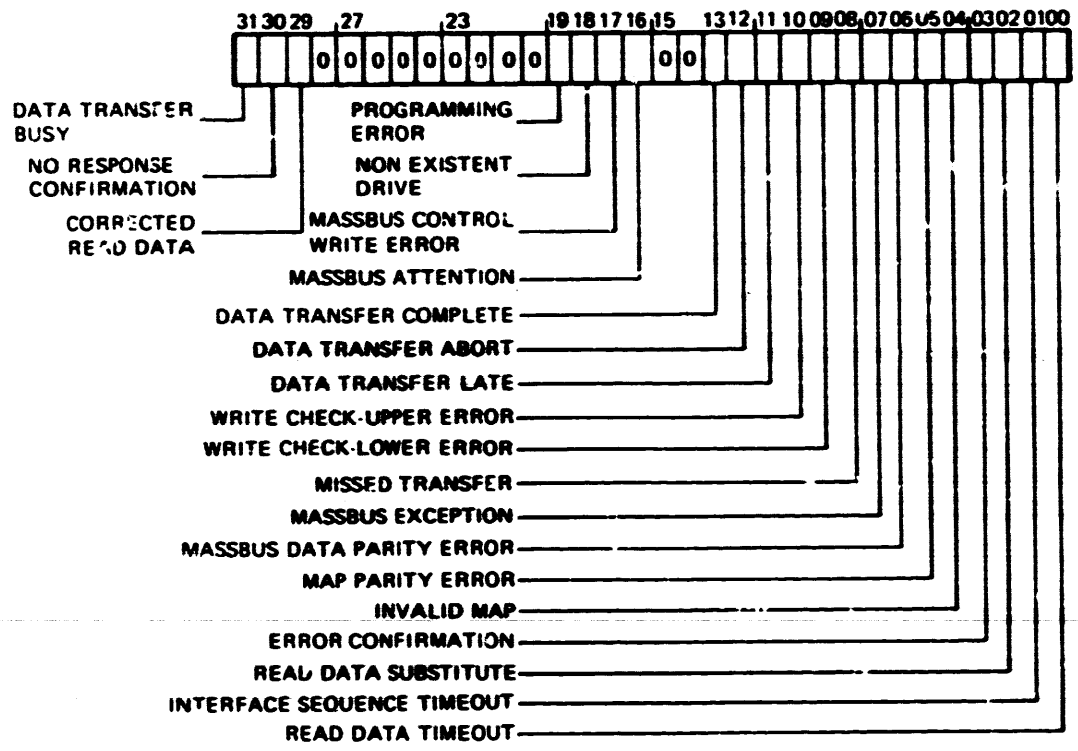 31 30 29 27 23 19 18 17 16 15 13 12 11 10 09 08 07 06 05 04 03 02 01 00
0 0 0 0 0 0 0 0 0 0 0
DATA TRANSFER
BUSY
NO RESPONSE
CONFIRMATION
CORRECTED
READ DATA
PROGRAMMING
ERROR
NON EXISTENT
DRIVE
MASSBUS CONTROL
WRITE ERROR
MASSBUS ATTENTION
DATA TRANSFER COMPLETE
DATA TRANSFER ABORT
DATA TRANSFER LATE
WRITE CHECK-UPPER ERROR
WRITE CHECK-LOWER ERROR
MISSED TRANSFER
MASSBUS EXCEPTION
MASSBUS DATA PARITY ERROR
MAP PARITY ERROR
INVALID MAP
ERROR CONFIRMATION
READ DATA SUBSTITUTE
INTERFACE SEQUENCE TIMEOUT
READ DATA TIMEOUT